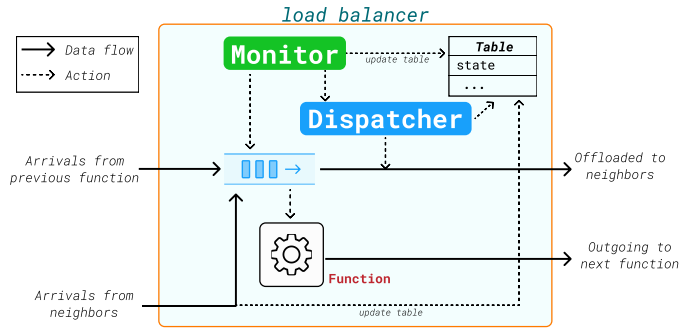 load balancer
Data flow
Action
Monitor
update table
Table
state
...
Dispatcher
Arrivals from
previous function
Offloaded to
neighbors
Function
Outgoing to
next function
Arrivals from
neighbors
update table